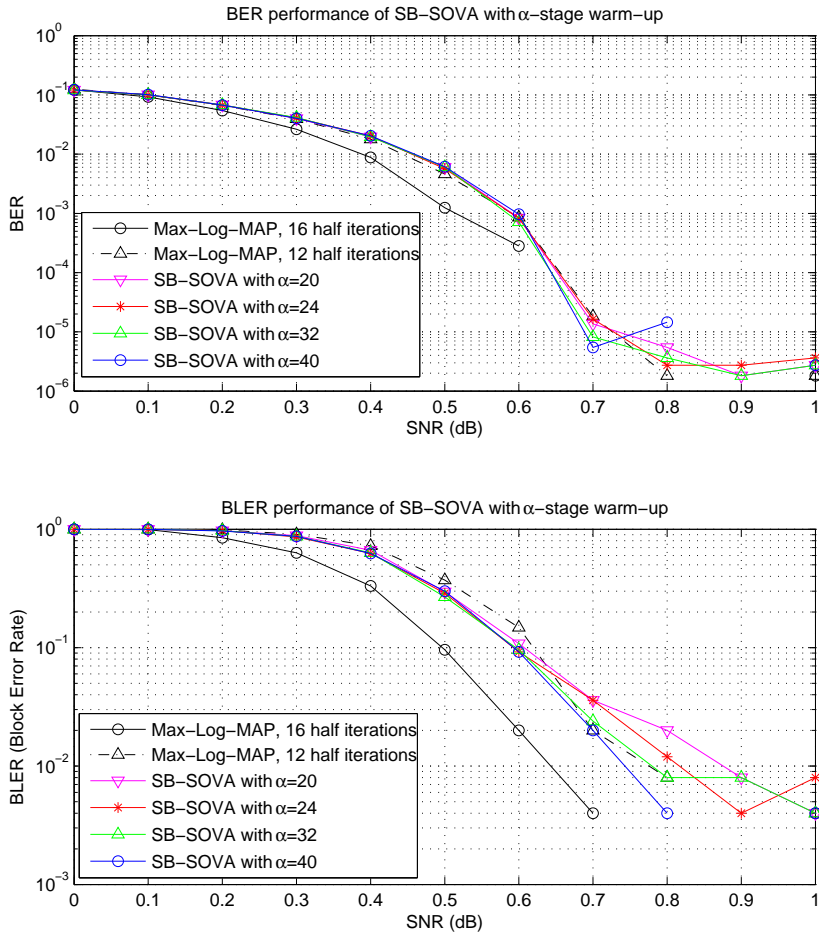 BER performance of SB−SOVA with α−stage warm−up
10^0
10^−1
10^−2
10^−3
10^−4
10^−5
10^−6
BER
Max−Log−MAP, 16 half iterations
Max−Log−MAP, 12 half iterations
SB−SOVA with α=20
SB−SOVA with α=24
SB−SOVA with α=32
SB−SOVA with α=40
0 0.1 0.2 0.3 0.4 0.5 0.6 0.7 0.8 0.9 1
SNR (dB)
BLER performance of SB−SOVA with α−stage warm−up
10^0
10^−1
10^−2
10^−3
BLER (Block Error Rate)
Max−Log−MAP, 16 half iterations
Max−Log−MAP, 12 half iterations
SB−SOVA with α=20
SB−SOVA with α=24
SB−SOVA with α=32
SB−SOVA with α=40
0 0.1 0.2 0.3 0.4 0.5 0.6 0.7 0.8 0.9 1
SNR (dB)